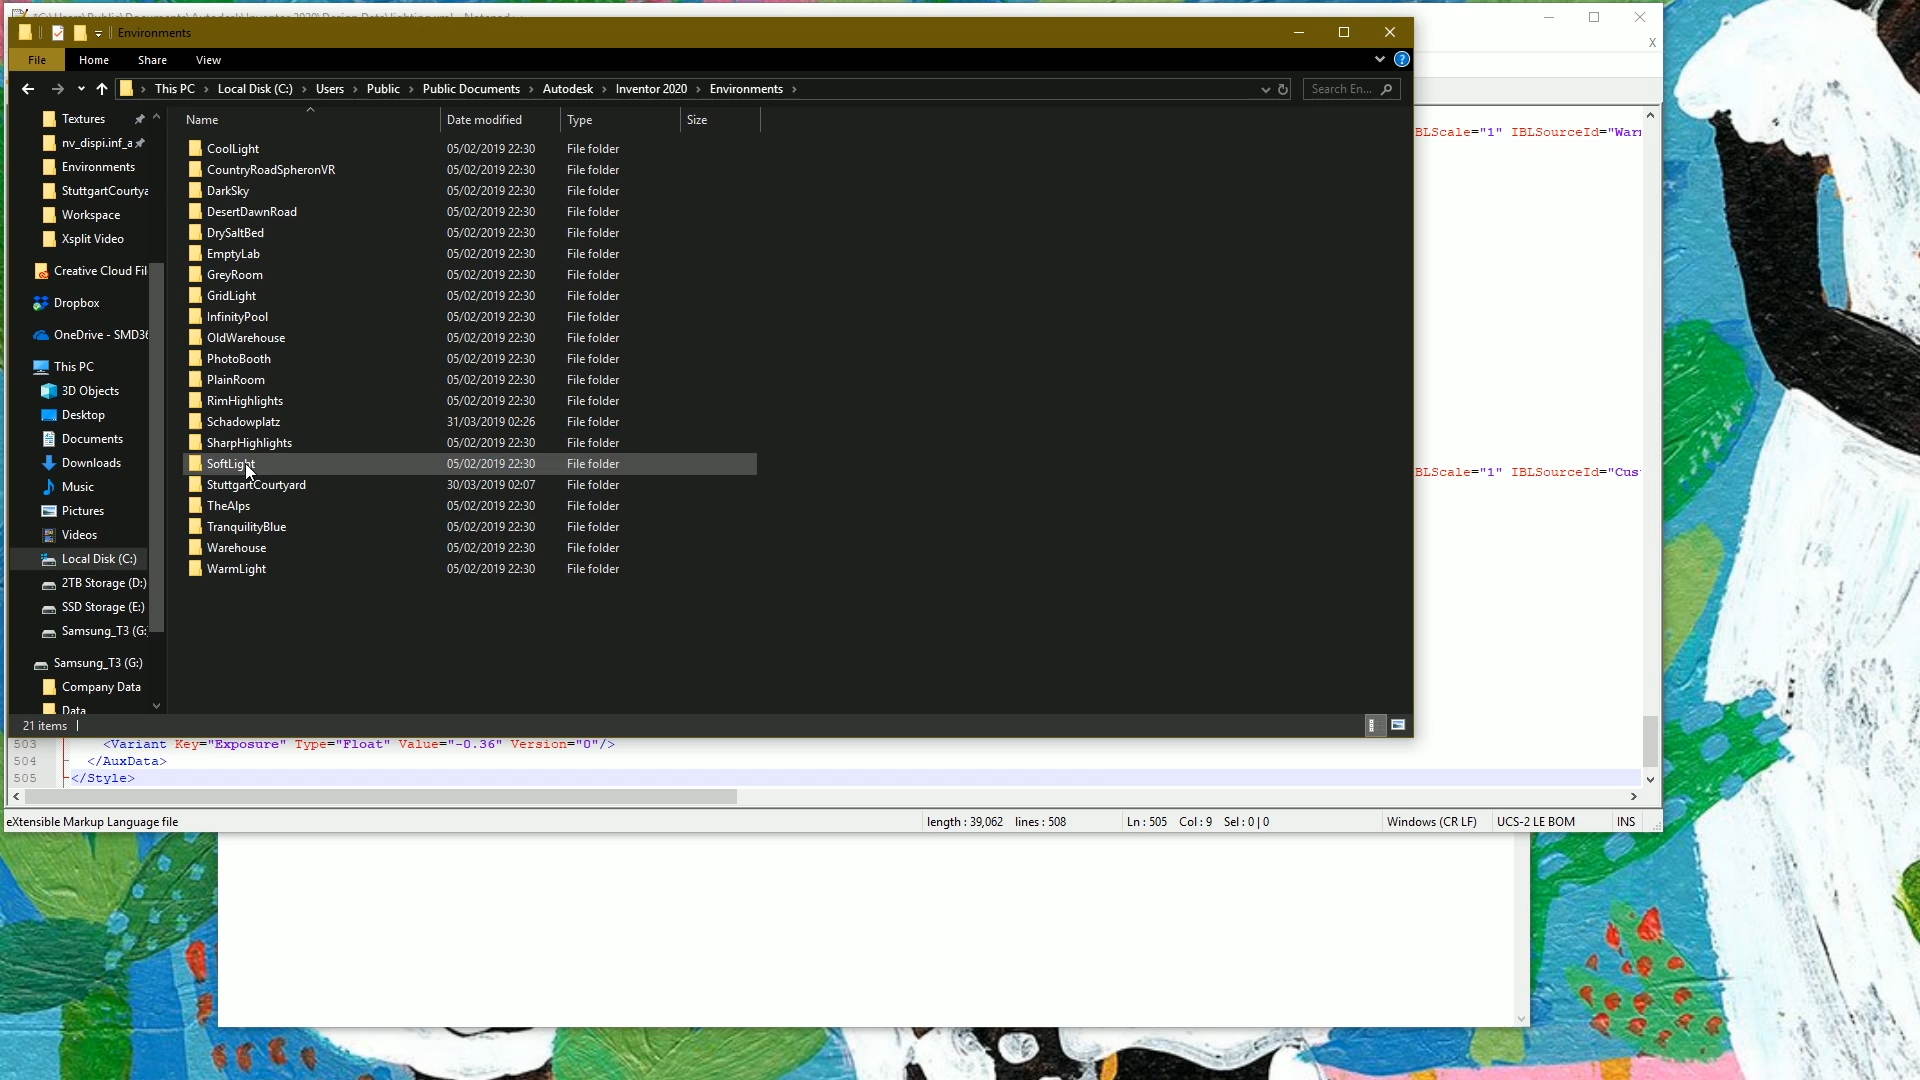 Environments
File Home Share View
This PC Local Disk (C:) Users Public Public Documents Autodesk Inventor 2020 Environments
Search En...
Name Date modified Type Size
Textures
nv_dispi.inf_a
Environments
StuttgartCourtya
Workspace
Xsplit Video
Creative Cloud Fil
Dropbox
OneDrive - SMD36
This PC
3D Objects
Desktop
Documents
Downloads
Music
Pictures
Videos
Local Disk (C:)
2TB Storage (D:)
SSD Storage (E:)
Samsung_T3 (G:
Samsung_T3 (G:)
Company Data
Data
CoolLight 05/02/2019 22:30 File folder
CountryRoadSpheronVR 05/02/2019 22:30 File folder
DarkSky 05/02/2019 22:30 File folder
DesertDawnRoad 05/02/2019 22:30 File folder
DrySaltBed 05/02/2019 22:30 File folder
EmptyLab 05/02/2019 22:30 File folder
GreyRoom 05/02/2019 22:30 File folder
GridLight 05/02/2019 22:30 File folder
InfinityPool 05/02/2019 22:30 File folder
OldWarehouse 05/02/2019 22:30 File folder
PhotoBooth 05/02/2019 22:30 File folder
PlainRoom 05/02/2019 22:30 File folder
RimHighlights 05/02/2019 22:30 File folder
Schadowplatz 31/03/2019 02:26 File folder
SharpHighlights 05/02/2019 22:30 File folder
SoftLight 05/02/2019 22:30 File folder
StuttgartCourtyard 30/03/2019 02:07 File folder
TheAlps 05/02/2019 22:30 File folder
TranquilityBlue 05/02/2019 22:30 File folder
Warehouse 05/02/2019 22:30 File folder
WarmLight 05/02/2019 22:30 File folder
21 items
X
BLScale="1" IBLSourceId="War
BLScale="1" IBLSourceId="Cus
503 <Variant Key="Exposure" Type="Float" Value="-0.36" Version="0"/>
504 </AuxData>
505 </Style>
eXtensible Markup Language file length : 39,062 lines : 508 Ln : 505 Col : 9 Sel : 0 | 0 Windows (CR LF) UCS-2 LE BOM INS